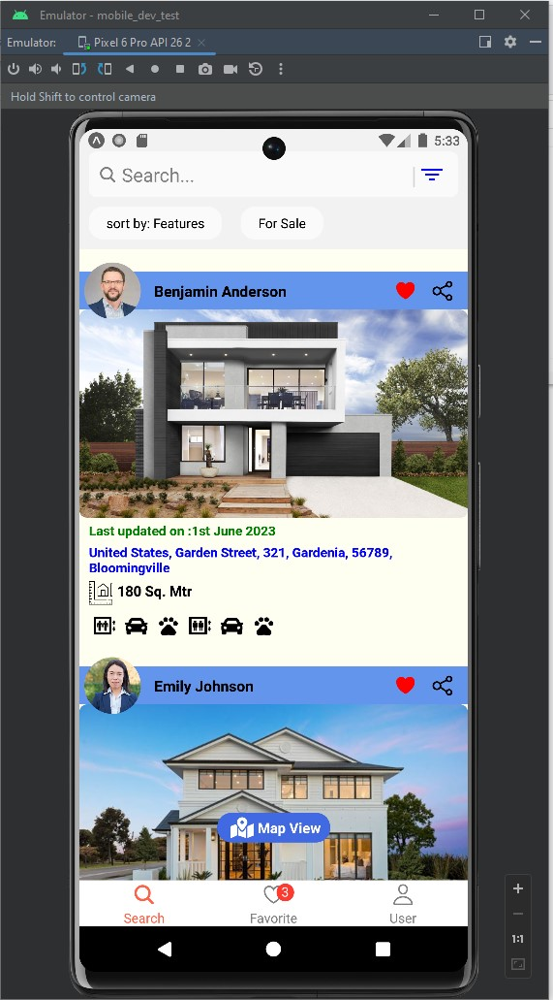 Emulator - mobile_dev_test
Emulator: Pixel 6 Pro API 26 2
Hold Shift to control camera
5:33
Search...
sort by: Features For Sale
Benjamin Anderson
Last updated on :1st June 2023
United States, Garden Street, 321, Gardenia, 56789,
Bloomingville
180 Sq. Mtr
Emily Johnson
Map View
3
Search Favorite User
1:1